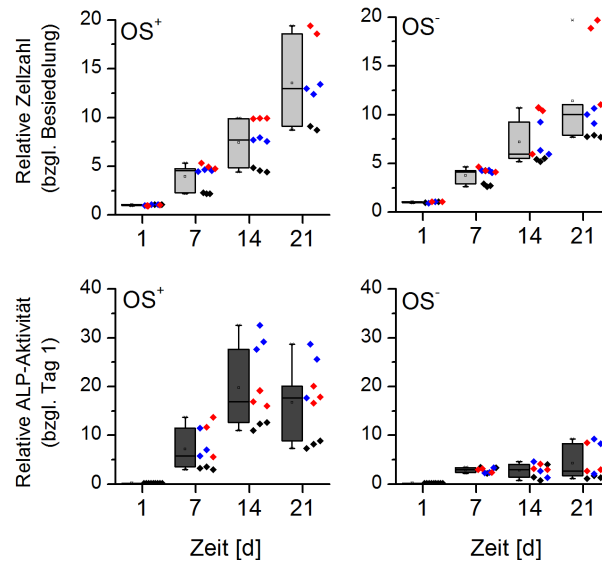 Relative Zellzahl
(bzgl. Besiedelung)
OS⁺
20
15
10
5
0
1 7 14 21
OS⁻
20
15
10
5
0
1 7 14 21
Relative ALP-Aktivität
(bzgl. Tag 1)
OS⁺
40
30
20
10
0
1 7 14 21
Zeit [d]
OS⁻
40
30
20
10
0
1 7 14 21
Zeit [d]